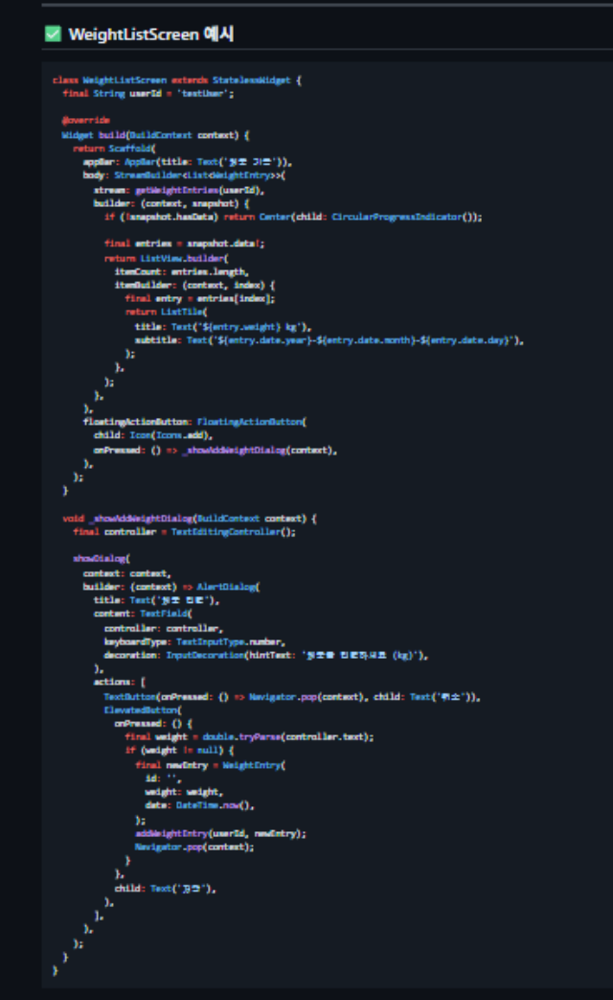 WeightListScreen 예시
class WeightListScreen extends StatelessWidget {
final String userId = 'testUser';
@override
Widget build(BuildContext context) {
return Scaffold(
appBar: AppBar(title: Text('체중 기록')),
body: StreamBuilder<List<WeightEntry>>(
stream: getWeightEntries(userId),
builder: (context, snapshot) {
if (!snapshot.hasData) return Center(child: CircularProgressIndicator());
final entries = snapshot.data!;
return ListView.builder(
itemCount: entries.length,
itemBuilder: (context, index) {
final entry = entries[index];
return ListTile(
title: Text("${entry.weight} kg"),
subtitle: Text("${entry.date.year}-${entry.date.month}-${entry.date.day}"),
);
},
);
},
),
floatingActionButton: FloatingActionButton(
child: Icon(Icons.add),
onPressed: () => _showAddWeightDialog(context),
),
);
}
void _showAddWeightDialog(BuildContext context) {
final controller = TextEditingController();
showDialog(
context: context,
builder: (context) => AlertDialog(
title: Text("체중 입력"),
content: TextField(
controller: controller,
keyboardType: TextInputType.number,
decoration: InputDecoration(hintText: '체중을 입력하세요 (kg)'),
),
actions: [
TextButton(onPressed: () => Navigator.pop(context), child: Text("취소")),
ElevatedButton(
onPressed: () {
final weight = double.tryParse(controller.text);
if (weight != null) {
final newEntry = WeightEntry(
id: '',
weight: weight,
date: DateTime.now(),
);
addWeightEntry(userId, newEntry);
Navigator.pop(context);
}
},
child: Text("),
),
],
),
);
}
}